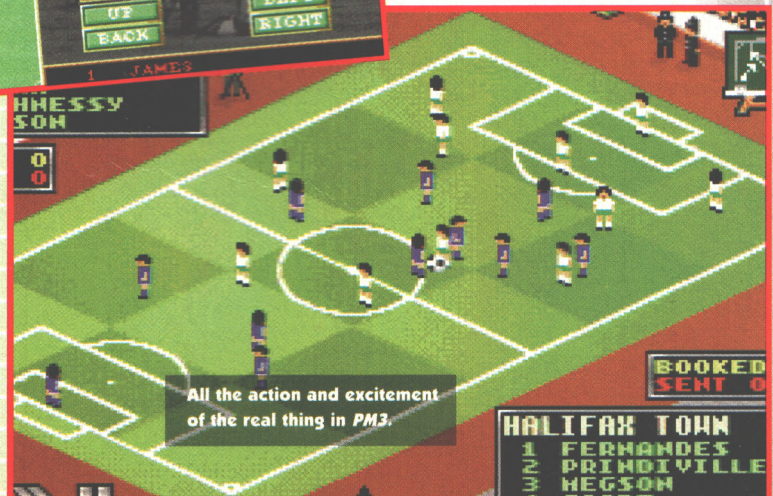 UP
BACK
RIGHT
1 JAMES
NNESSY
SON
0
0
All the action and excitement
of the real thing in PM3.
BOOKED
SENT O
HALIFAX TOWN
1 FERNANDES
2 PRINDIVILLE
3 HEGSON